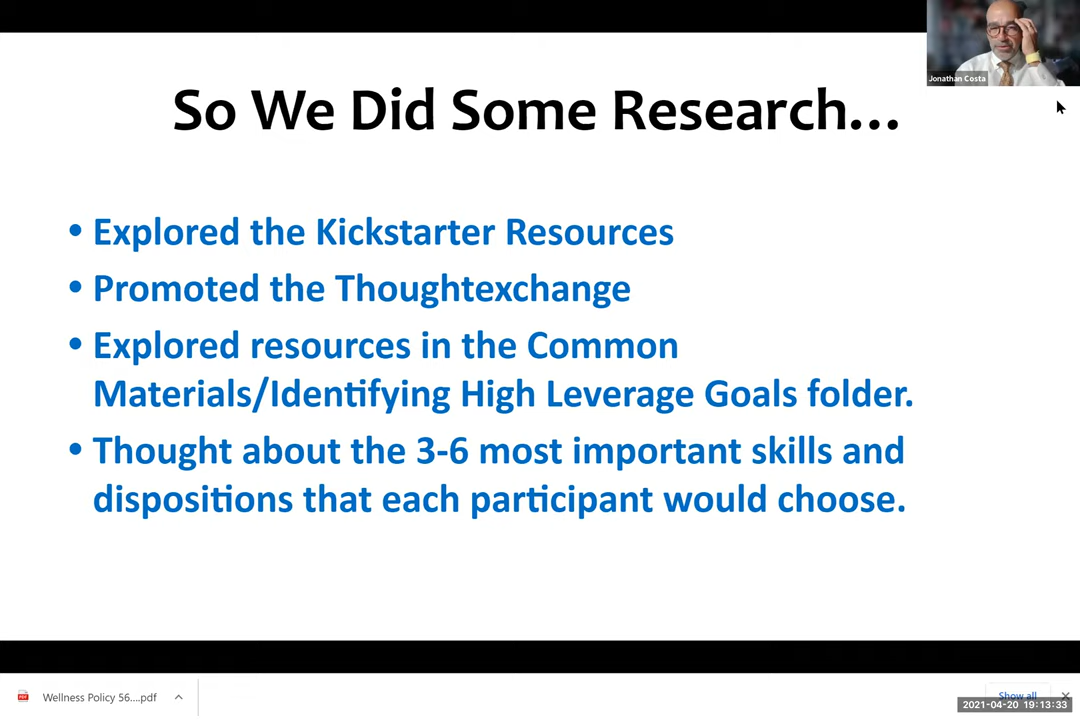 Jonathan Costa
So We Did Some Research...
• Explored the Kickstarter Resources
• Promoted the Thoughtexchange
• Explored resources in the Common
Materials/Identifying High Leverage Goals folder.
• Thought about the 3-6 most important skills and
dispositions that each participant would choose.
PDF
Wellness Policy 56....pdf
Show all
2021-04-20 19:13:33